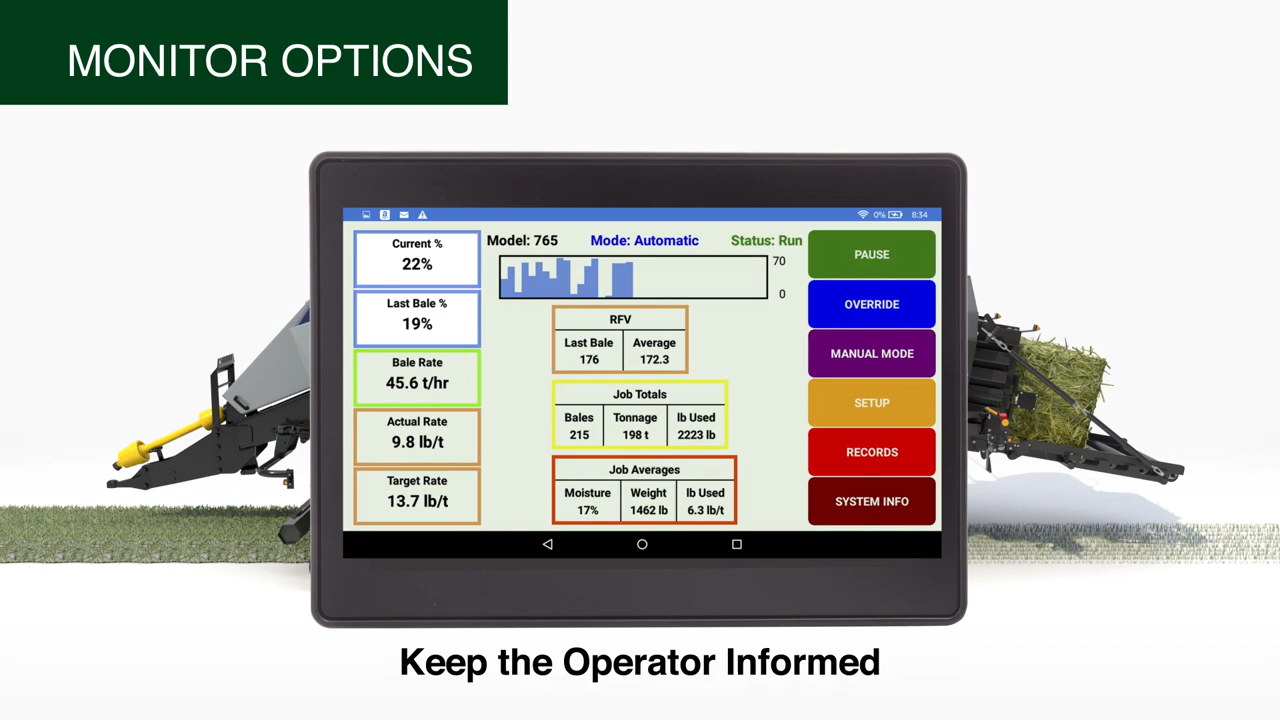 MONITOR OPTIONS
0% 8:34
Current %
22%
Last Bale %
19%
Bale Rate
45.6 t/hr
Actual Rate
9.8 lb/t
Target Rate
13.7 lb/t
Model: 765 Mode: Automatic Status: Run
70
0
RFV
Last Bale Average
176 172.3
Job Totals
Bales Tonnage lb Used
215 198 t 2223 lb
Job Averages
Moisture Weight lb Used
17% 1462 lb 6.3 lb/t
PAUSE
OVERRIDE
MANUAL MODE
SETUP
RECORDS
SYSTEM INFO
Keep the Operator Informed